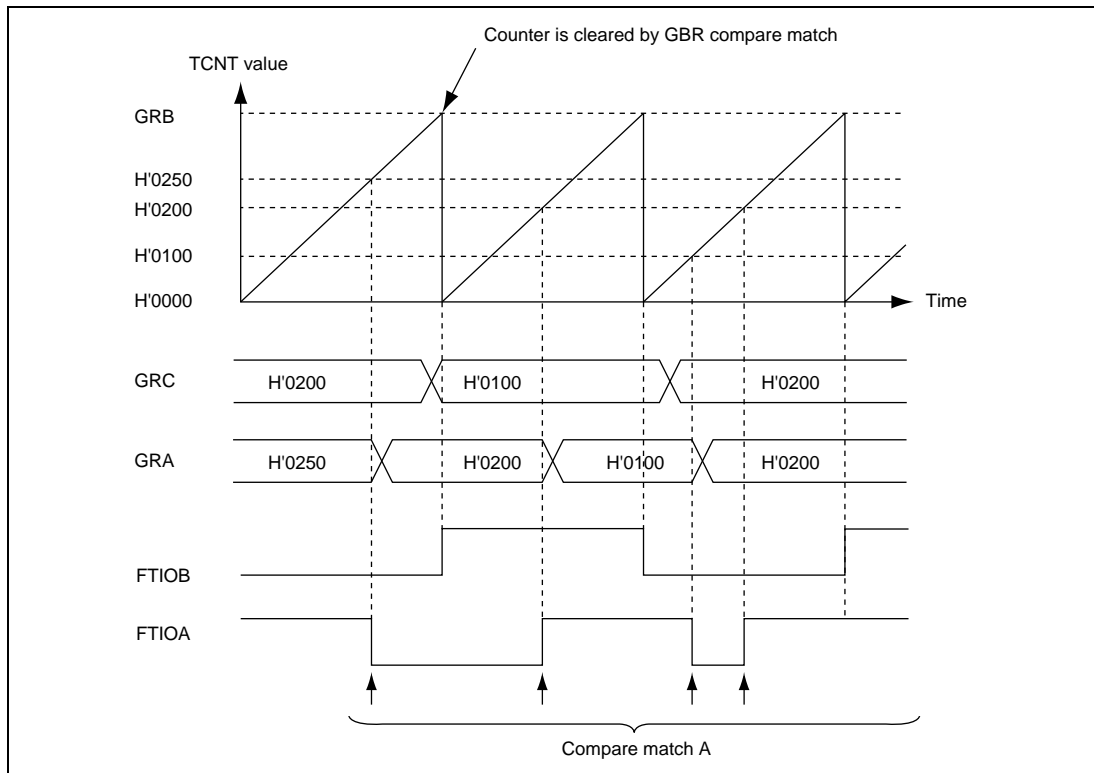 Counter is cleared by GBR compare match
TCNT value
GRB
H'0250
H'0200
H'0100
H'0000
Time
GRC
H'0200
H'0100
H'0200
GRA
H'0250
H'0200
H'0100
H'0200
FTIOB
FTIOA
Compare match A